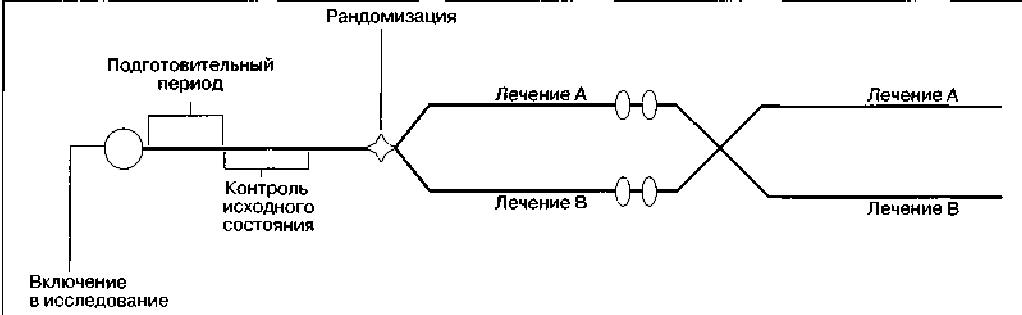 Рандомизация
Подготовительный
период
Лечение А
Лечение А
Контроль
исходного
состояния
Лечение В
Лечение В
Включение
в исследование